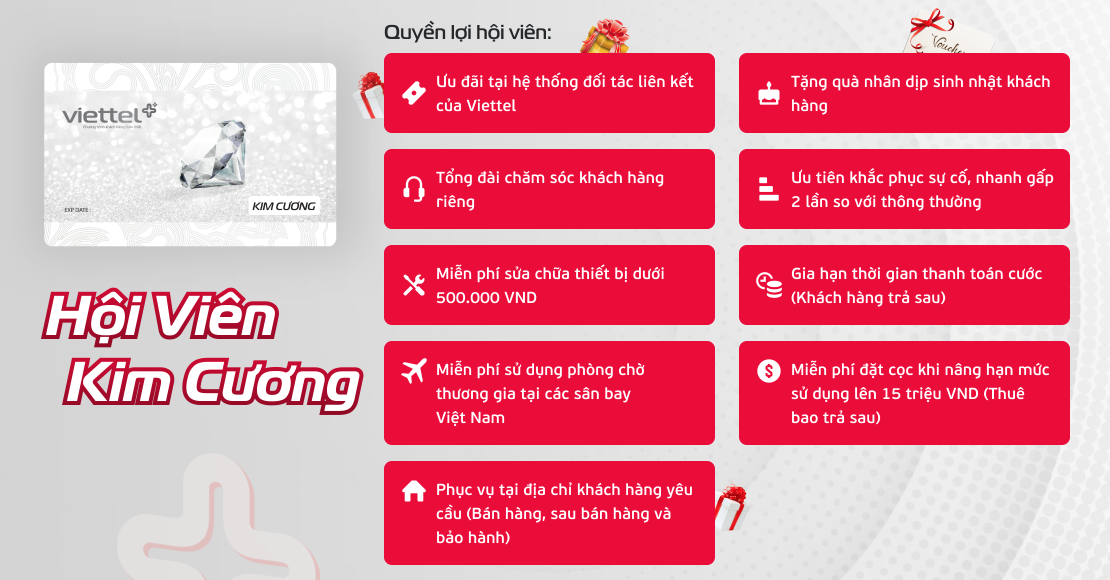 viettel
KIM CƯƠNG
EXP DATE :
Hội Viên
Kim Cương
Quyền lợi hội viên:
Voucher
Ưu đãi tại hệ thống đối tác liên kết
của Viettel
Tặng quà nhân dịp sinh nhật khách
hàng
Tổng đài chăm sóc khách hàng
riêng
Ưu tiên khắc phục sự cố, nhanh gấp
2 lần so với thông thường
Miễn phí sửa chữa thiết bị dưới
500.000 VND
Gia hạn thời gian thanh toán cước
(Khách hàng trả sau)
Miễn phí sử dụng phòng chờ
thương gia tại các sân bay
Việt Nam
Miễn phí đặt cọc khi nâng hạn mức
sử dụng lên 15 triệu VND (Thuê
bao trả sau)
Phục vụ tại địa chỉ khách hàng yêu
cầu (Bán hàng, sau bán hàng và
bảo hành)